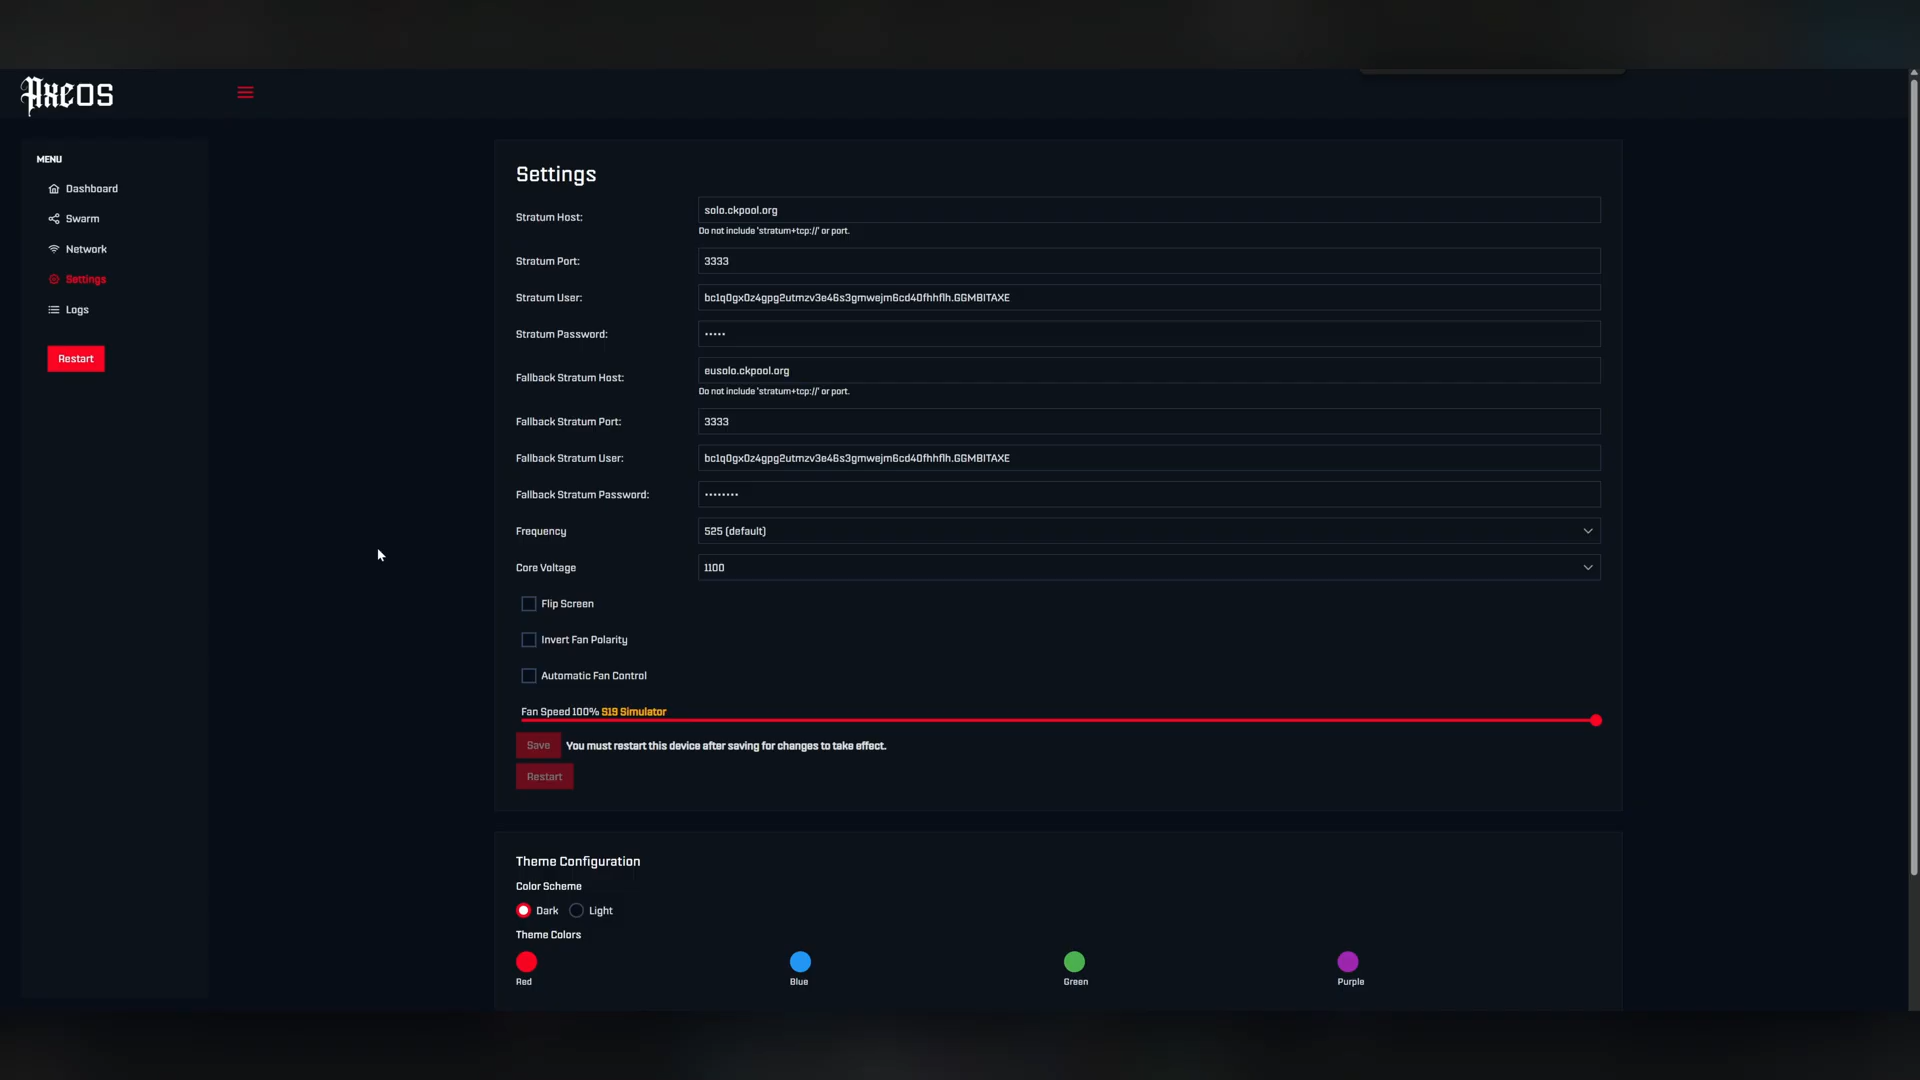 AxeOS
MENU
Dashboard
Swarm
Network
Settings
Logs
Restart
Settings
Stratum Host:
solo.ckpool.org
Do not include 'stratum+tcp://' or port.
Stratum Port:
3333
Stratum User:
bc1q0gx0z4gpg2utmzv3e46s3gmwejm6cd40fhhflh.GGMBITAXE
Stratum Password:
•••••
Fallback Stratum Host:
eusolo.ckpool.org
Do not include 'stratum+tcp://' or port.
Fallback Stratum Port:
3333
Fallback Stratum User:
bc1q0gx0z4gpg2utmzv3e46s3gmwejm6cd40fhhflh.GGMBITAXE
Fallback Stratum Password:
••••••••
Frequency
525 (default)
Core Voltage
1100
Flip Screen
Invert Fan Polarity
Automatic Fan Control
Fan Speed 100% S19 Simulator
Save You must restart this device after saving for changes to take effect.
Restart
Theme Configuration
Color Scheme
Dark Light
Theme Colors
Red Blue Green Purple